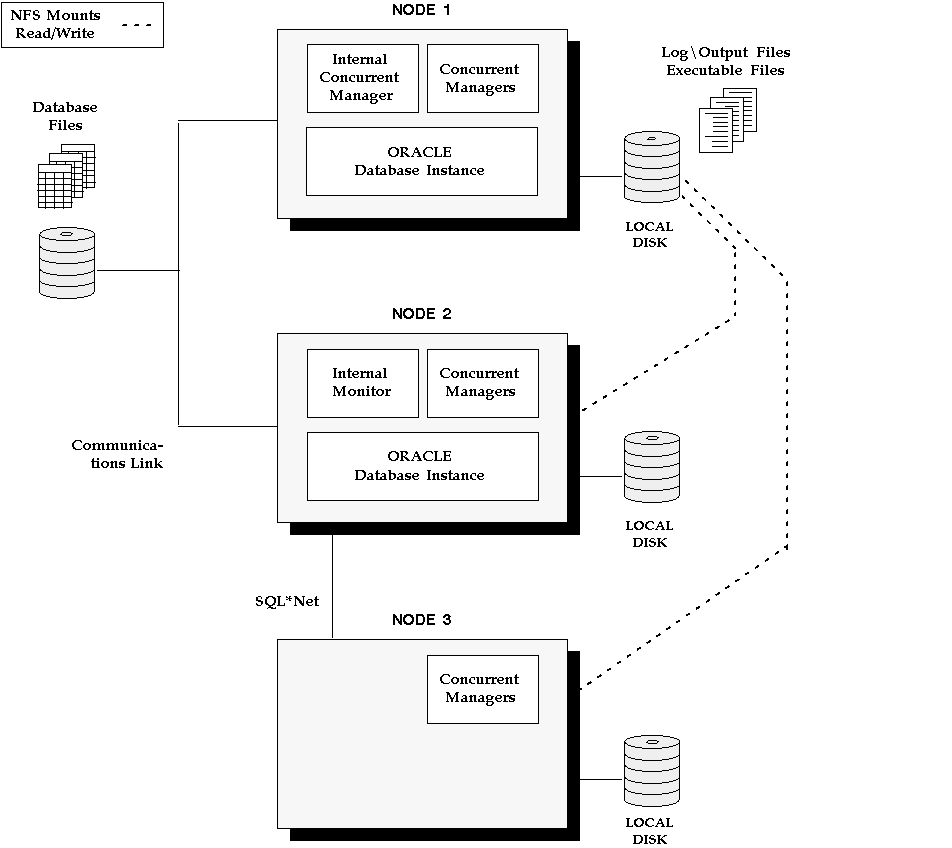 NFS Mounts
Read/Write - - -
NODE 1
Internal
Concurrent
Manager
Concurrent
Managers
ORACLE
Database Instance
Log\Output Files
Executable Files
Database
Files
LOCAL
DISK
NODE 2
Internal
Monitor
Concurrent
Managers
ORACLE
Database Instance
Communica-
tions Link
LOCAL
DISK
SQL*Net
NODE 3
Concurrent
Managers
LOCAL
DISK